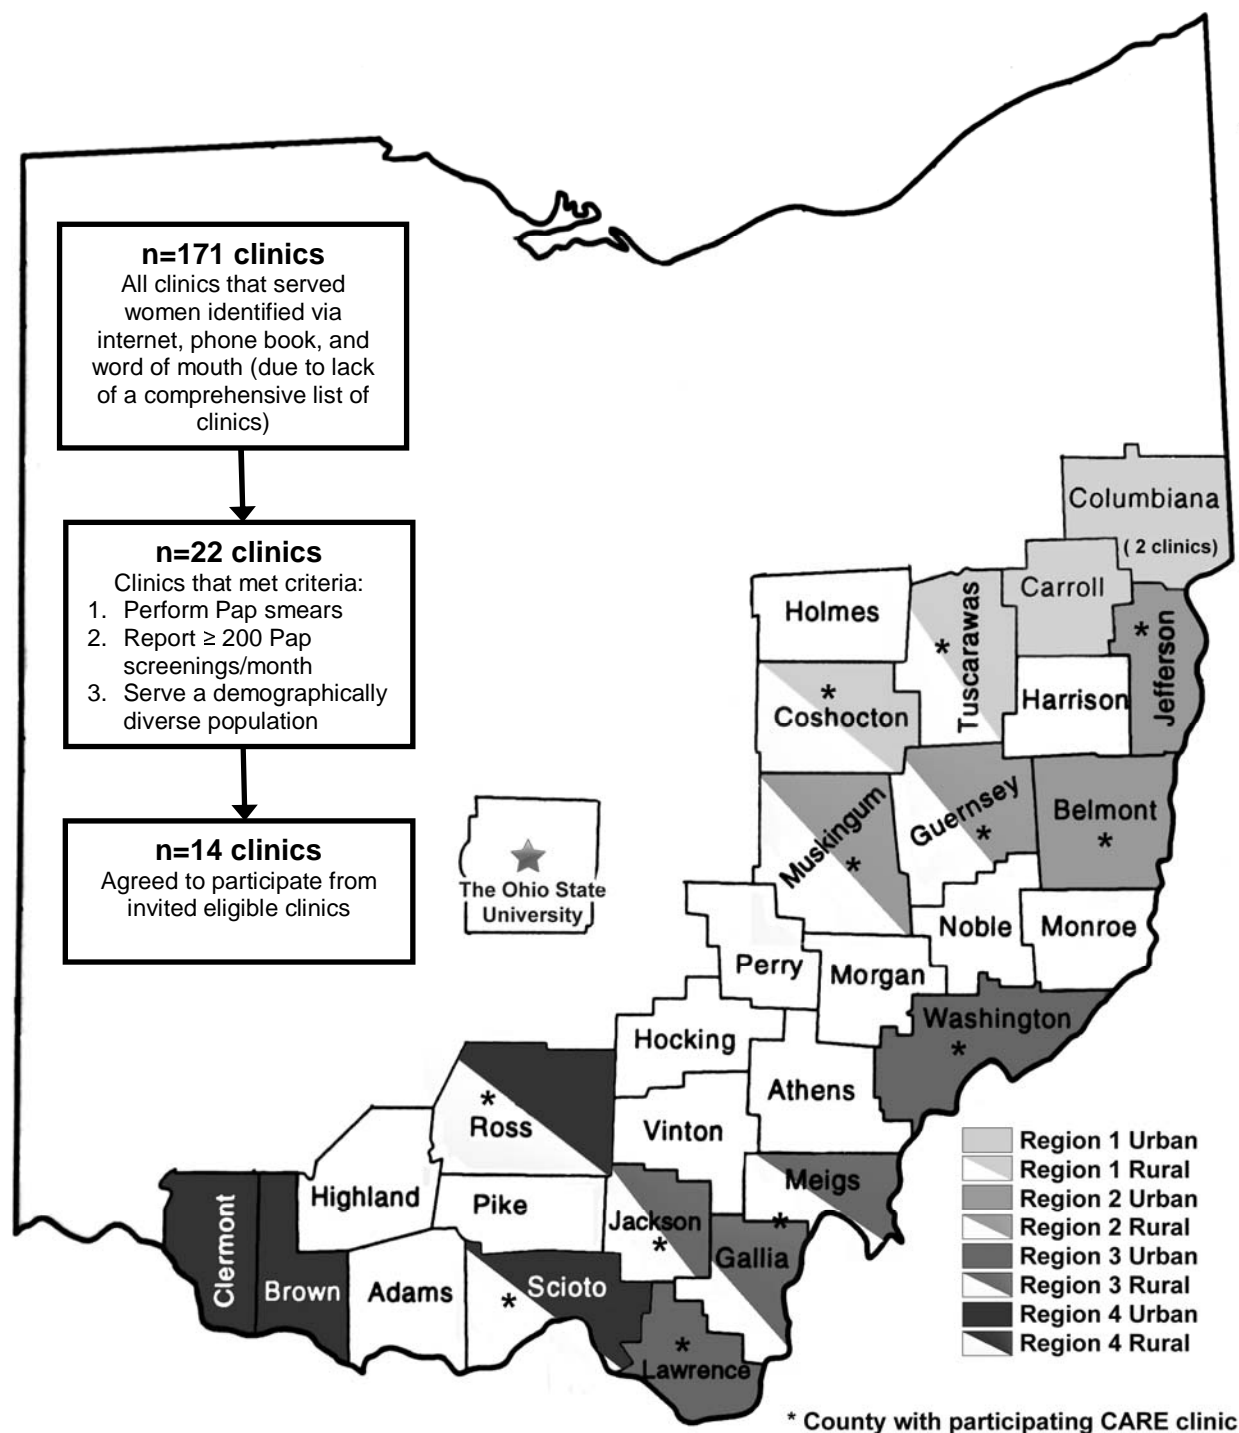 n=171 clinics
All clinics that served
women identified via
internet, phone book, and
word of mouth (due to lack
of a comprehensive list of
clinics)
n=22 clinics
Clinics that met criteria:
1. Perform Pap smears
2. Report ≥ 200 Pap
screenings/month
3. Serve a demographically
diverse population
n=14 clinics
Agreed to participate from
invited eligible clinics
The Ohio State
University
Columbiana
( 2 clinics)
Carroll
Holmes
Tuscarawas
*
Jefferson
*
Harrison
*
Coshocton
Muskingum
*
Guernsey
*
Belmont
*
Noble
Monroe
Perry
Morgan
Washington
*
Hocking
Athens
*
Ross
Vinton
Meigs
*
Highland
Pike
Jackson
*
Gallia
Clermont
Brown
Adams
Scioto
*
*
Lawrence
Region 1 Urban
Region 1 Rural
Region 2 Urban
Region 2 Rural
Region 3 Urban
Region 3 Rural
Region 4 Urban
Region 4 Rural
* County with participating CARE clinic